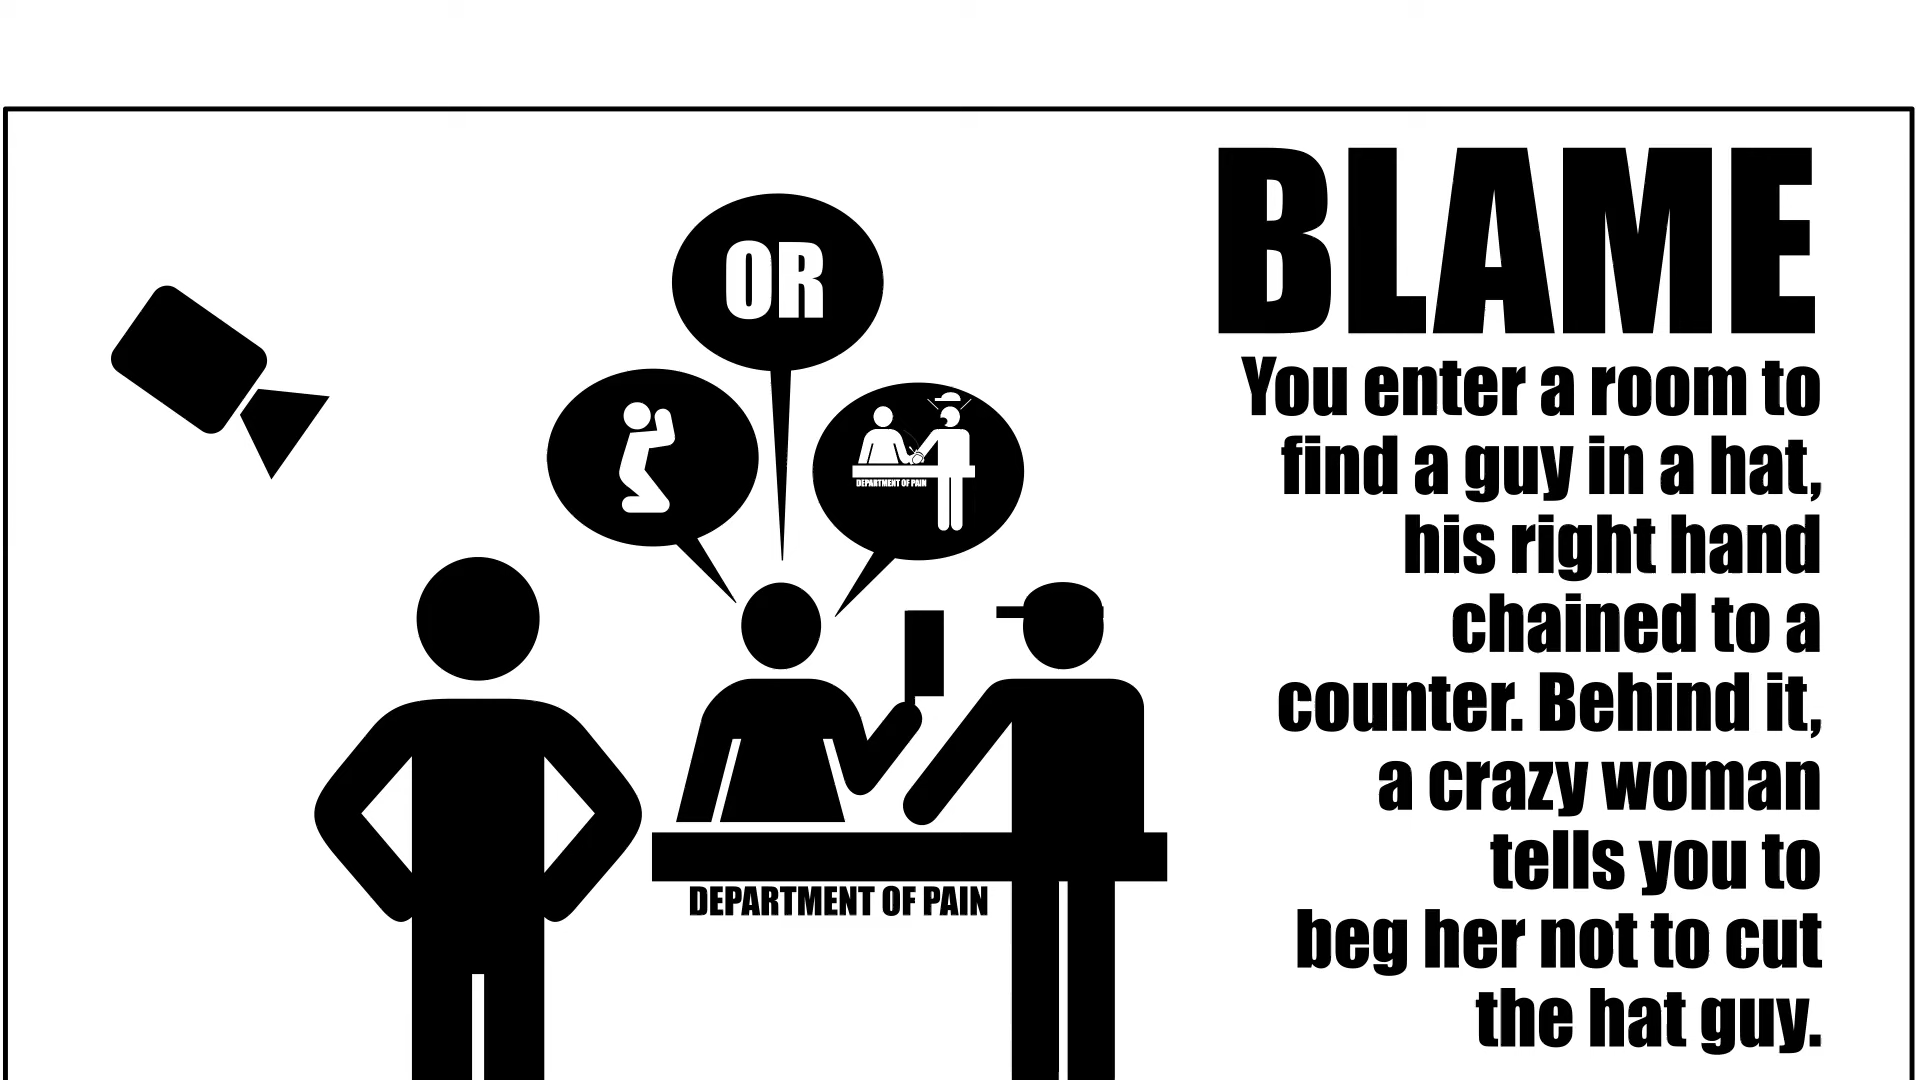 BLAME
You enter a room to
find a guy in a hat,
his right hand
chained to a
counter. Behind it,
a crazy woman
tells you to
beg her not to cut
the hat guy.
OR
DEPARTMENT OF PAIN
DEPARTMENT OF PAIN